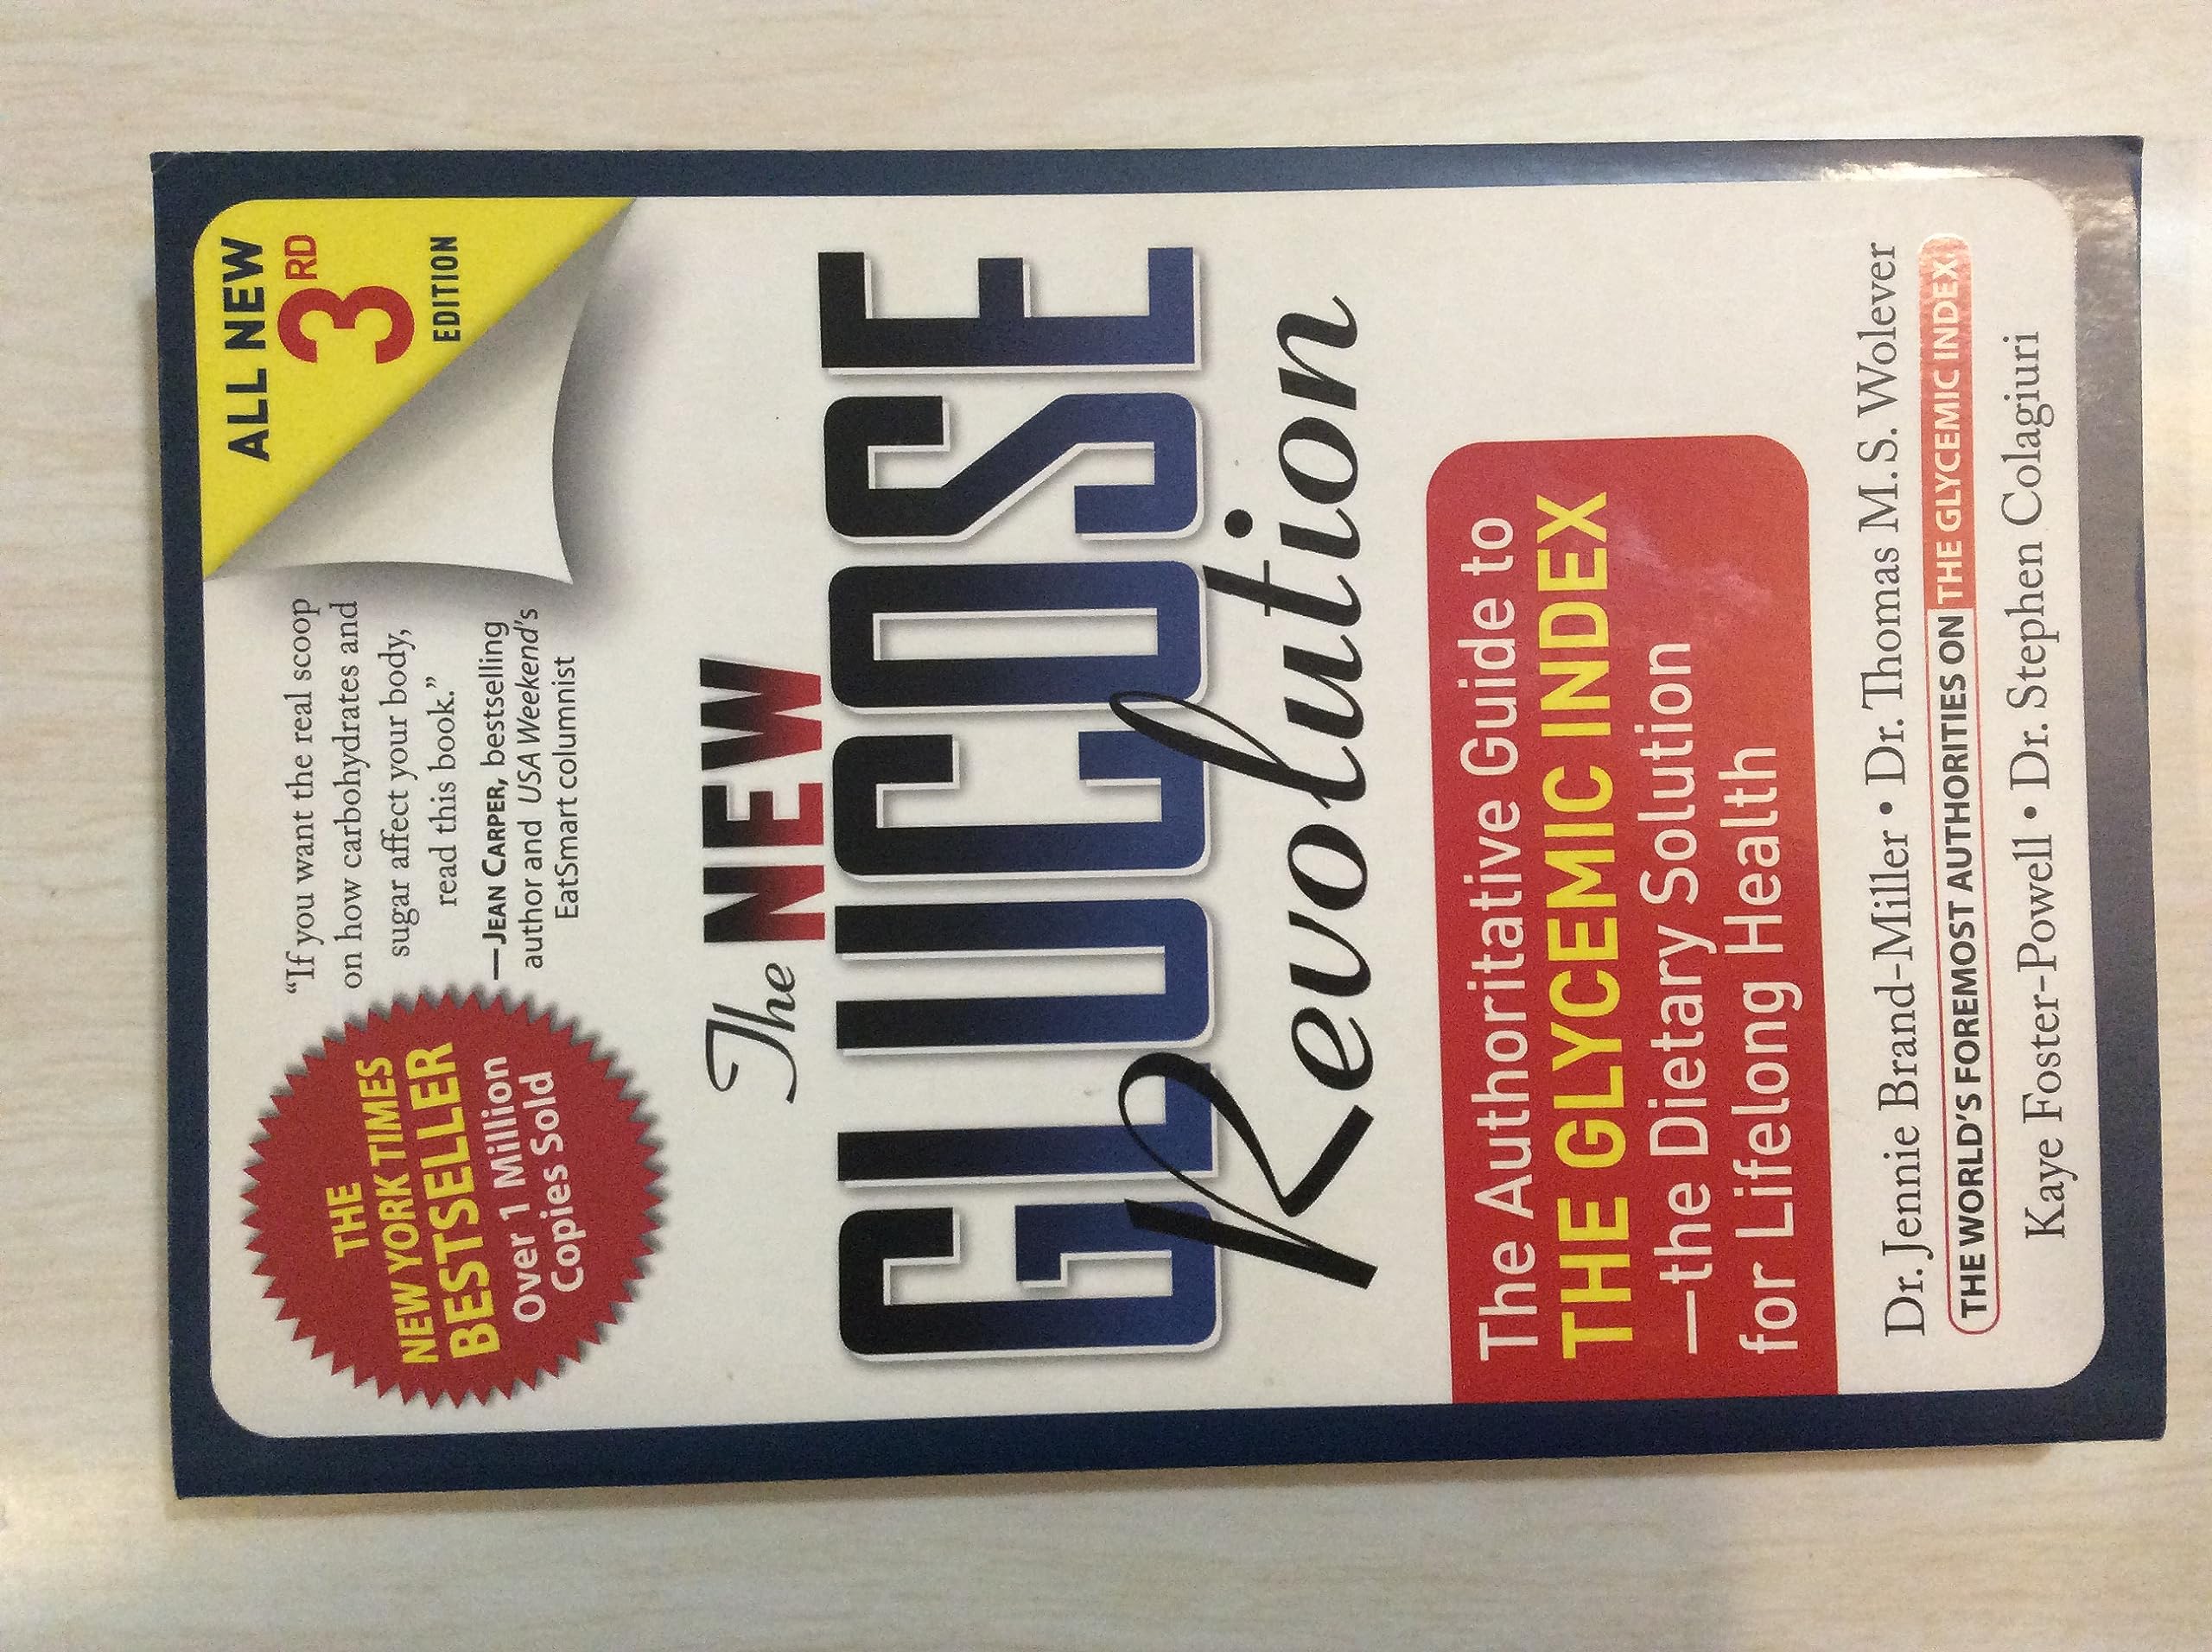 ALL NEW
3RD
EDITION
THE
NEW YORK TIMES
BESTSELLER
Over 1 Million
Copies Sold
“If you want the real scoop
on how carbohydrates and
sugar affect your body,
read this book.”
—JEAN CARPER, bestselling
author and USA Weekend's
EatSmart columnist
The NEW
GLUCOSE
Revolution
The Authoritative Guide to
THE GLYCEMIC INDEX
—the Dietary Solution
for Lifelong Health
Dr. Jennie Brand-Miller • Dr. Thomas M.S. Wolever
THE WORLD'S FOREMOST AUTHORITIES ON THE GLYCEMIC INDEX
Kaye Foster-Powell • Dr. Stephen Colagiuri